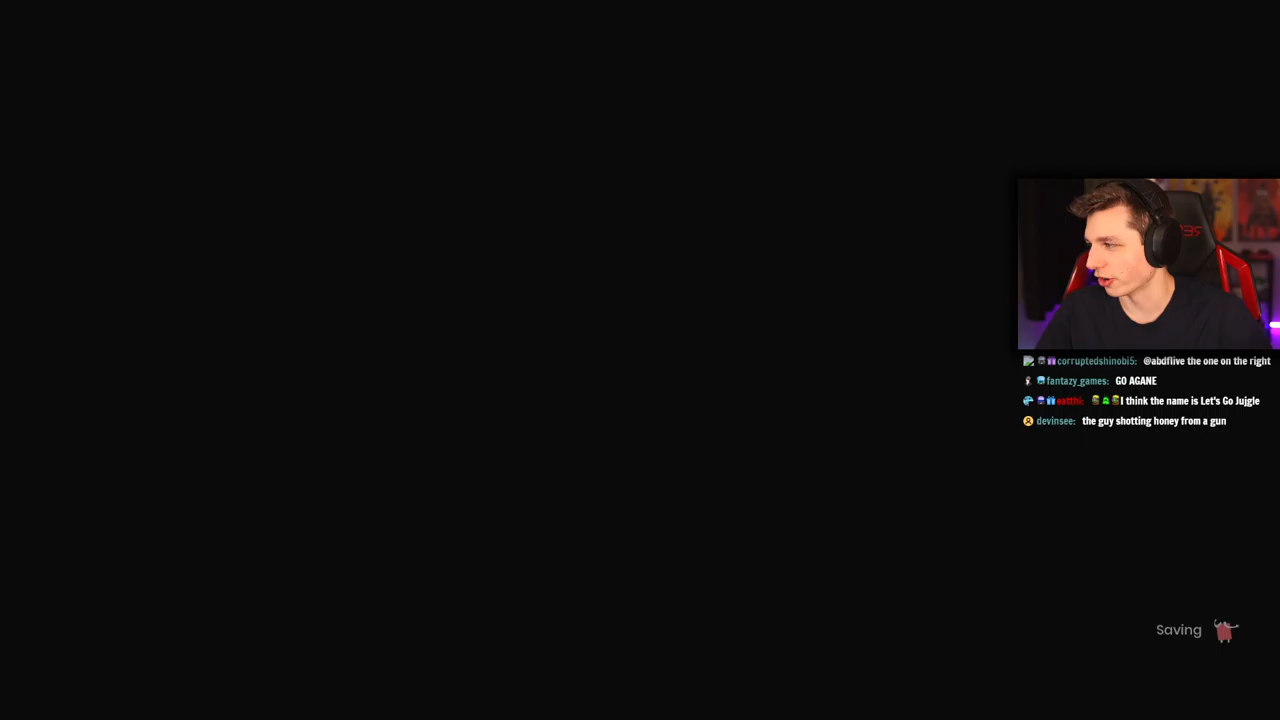 corruptedshinobi5: @abdflive the one on the right
fantazy_games: GO AGANE
eatthi: I think the name is Let's Go Jujgle
devinsee: the guy shotting honey from a gun
Saving